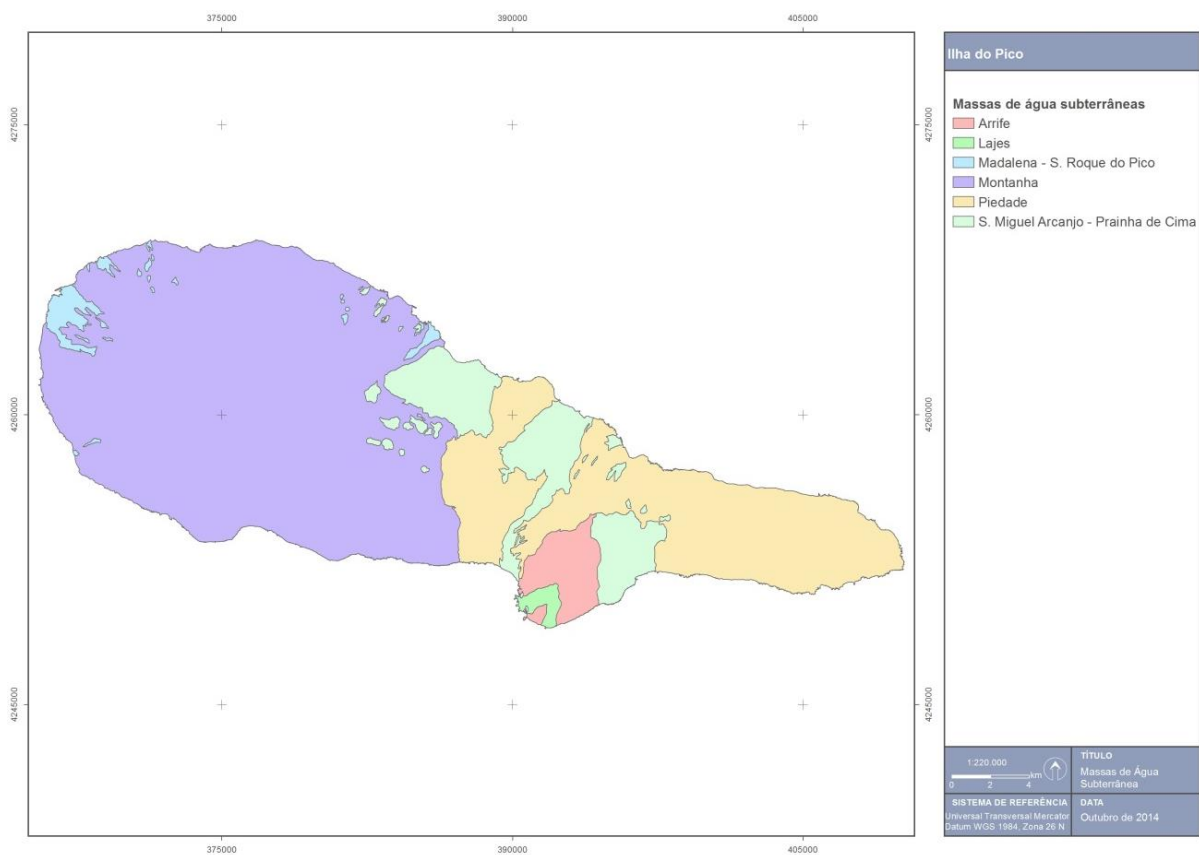 375000
390000
405000
4275000
4275000
4260000
4260000
4245000
4245000
375000
390000
405000
Ilha do Pico
Massas de água subterrâneas
Arrife
Lajes
Madalena - S. Roque do Pico
Montanha
Piedade
S. Miguel Arcanjo - Prainha de Cima
1:220.000
km
0 2 4
TÍTULO
Massas de Água
Subterrânea
SISTEMA DE REFERÊNCIA
Universal Transversal Mercator
Datum WGS 1984, Zona 26 N
DATA
Outubro de 2014